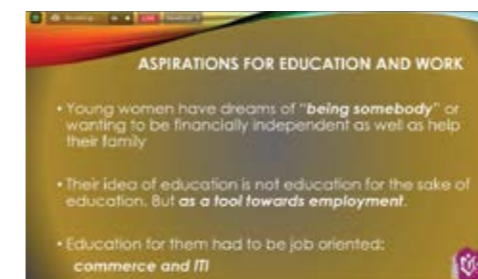 LIVE
ASPIRATIONS FOR EDUCATION AND WORK
• Young women have dreams of "being somebody" or
wanting to be financially independent as well as help
their family
• Their idea of education is not education for the sake of
education. But as a tool towards employment.
• Education for them had to be job oriented:
commerce and ITI